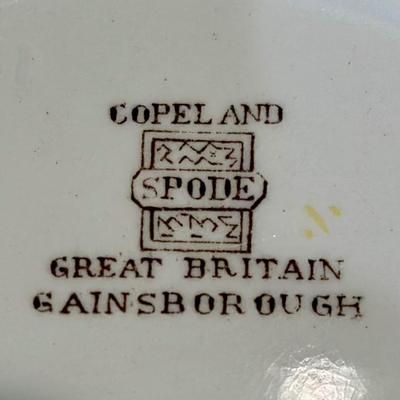 COPELAND
SPODE
GREAT BRITAIN
GAINSBOROUGH